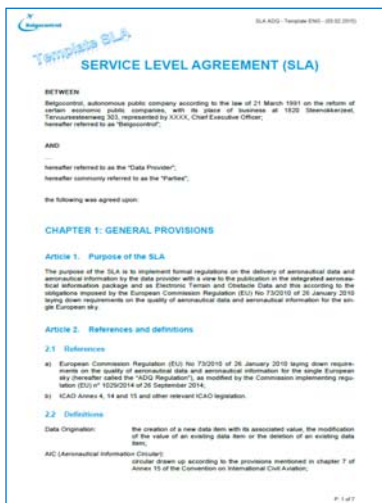 Belgocontrol
SLA ADQ - Template ENG - (05.02.2015)
Template SLA
SERVICE LEVEL AGREEMENT (SLA)
BETWEEN
Belgocontrol, autonomous public company according to the law of 21 March 1991 on the reform of
certain economic public companies, with its place of business at 1820 Steenokkerzeel,
Tervuursesteenweg 303, represented by XXXX, Chief Executive Officer;
hereafter referred to as "Belgocontrol";
AND
....
hereafter referred to as the "Data Provider";
hereafter commonly referred to as the "Parties",
the following was agreed upon:
CHAPTER 1: GENERAL PROVISIONS
Article 1. Purpose of the SLA
The purpose of the SLA is to implement formal regulations on the delivery of aeronautical data and
aeronautical information by the data provider with a view to the publication in the integrated aeronau-
tical information package and as Electronic Terrain and Obstacle Data and this according to the
obligations imposed by the European Commission Regulation (EU) No 73/2010 of 26 January 2010
laying down requirements on the quality of aeronautical data and aeronautical information for the sin-
gle European sky.
Article 2. References and definitions
2.1 References
a) European Commission Regulation (EU) No 73/2010 of 26 January 2010 laying down require-
ments on the quality of aeronautical data and aeronautical information for the single European
sky (hereafter called the "ADQ Regulation"), as modified by the Commission implementing regu-
lation (EU) n° 1029/2014 of 26 September 2014;
b) ICAO Annex 4, 14 and 15 and other relevant ICAO legislation.
2.2 Definitions
Data Origination: the creation of a new data item with its associated value, the modification
of the value of an existing data item or the deletion of an existing data
item;
AIC (Aeronautical Information Circular):
circular drawn up according to the provisions mentioned in chapter 7 of
Annex 15 of the Convention on International Civil Aviation;
P. 1 of 7